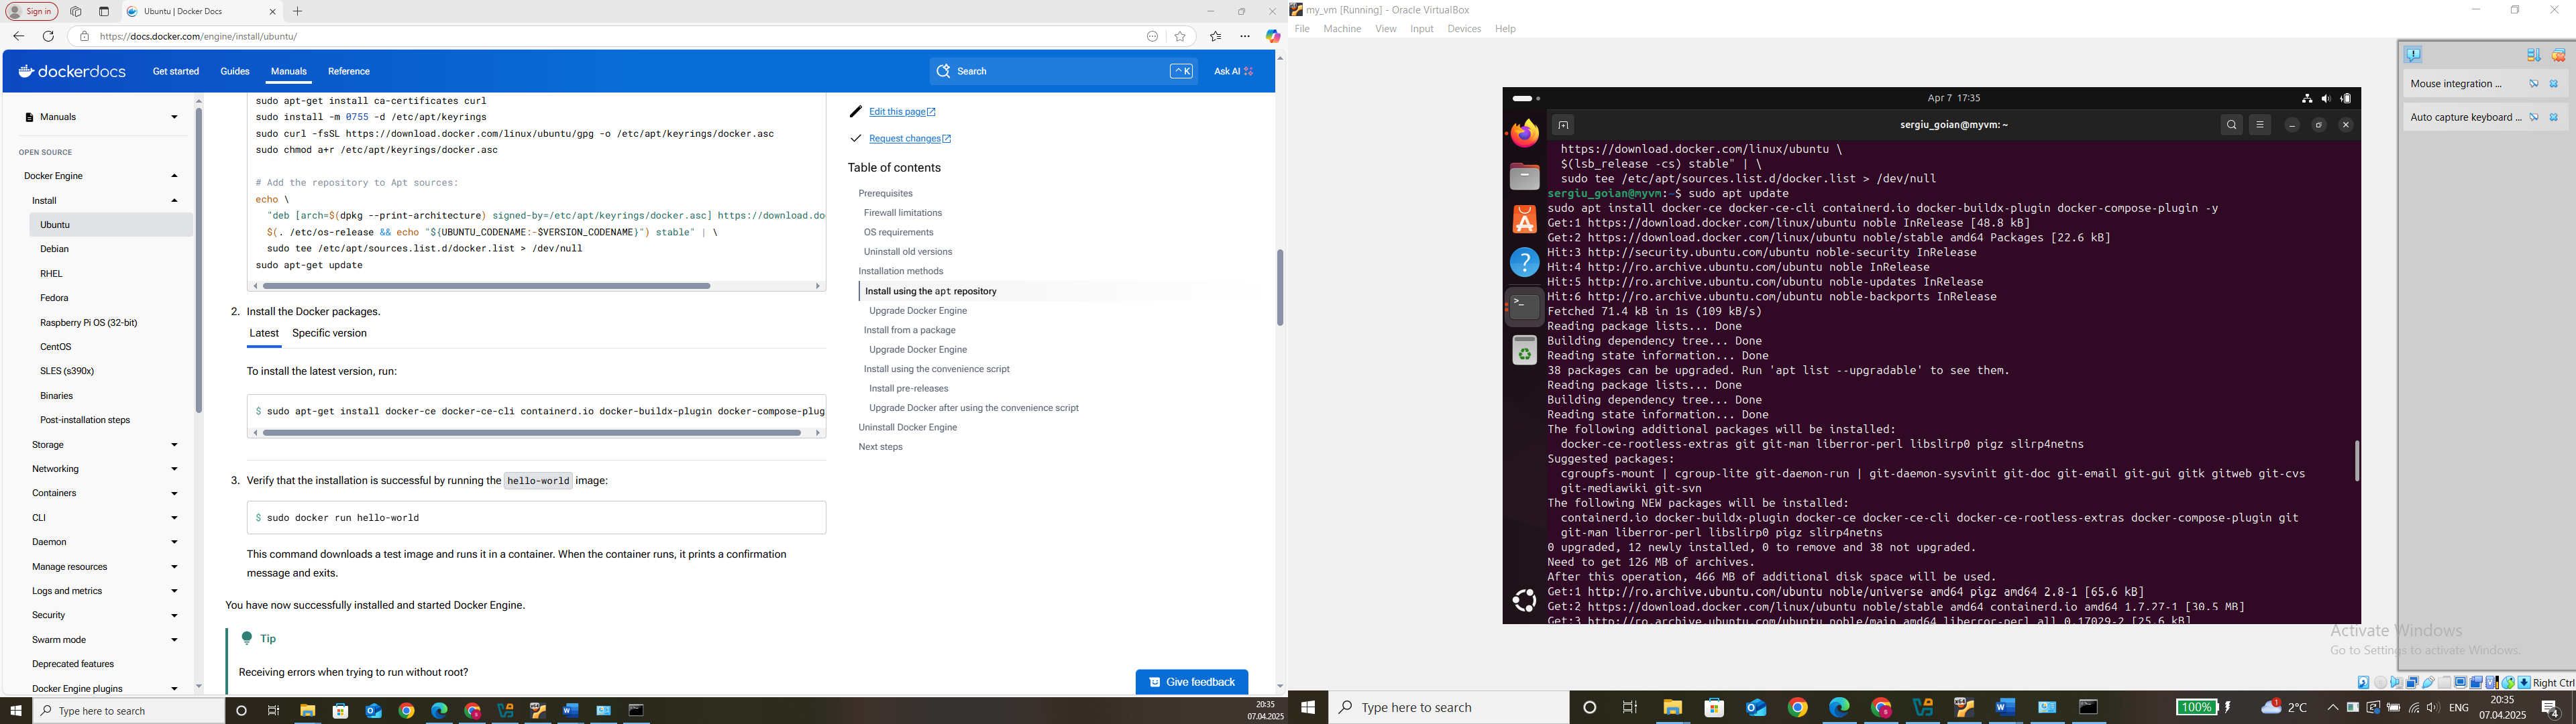 Sign in
Ubuntu | Docker Docs
https://docs.docker.com/engine/install/ubuntu/
dockerdocs
Get started
Guides
Manuals
Reference
Search
^K
Ask AI
Manuals
OPEN SOURCE
Docker Engine
Install
Ubuntu
Debian
RHEL
Fedora
Raspberry Pi OS (32-bit)
CentOS
SLES (s390x)
Binaries
Post-installation steps
Storage
Networking
Containers
CLI
Daemon
Manage resources
Logs and metrics
Security
Swarm mode
Deprecated features
Docker Engine plugins
sudo apt-get install ca-certificates curl
sudo install -m 0755 -d /etc/apt/keyrings
sudo curl -fsSL https://download.docker.com/linux/ubuntu/gpg -o /etc/apt/keyrings/docker.asc
sudo chmod a+r /etc/apt/keyrings/docker.asc
# Add the repository to Apt sources:
echo \
"deb [arch=$(dpkg --print-architecture) signed-by=/etc/apt/keyrings/docker.asc] https://download.do
$(. /etc/os-release && echo "${UBUNTU_CODENAME:-$VERSION_CODENAME}") stable" | \
sudo tee /etc/apt/sources.list.d/docker.list > /dev/null
sudo apt-get update
2. Install the Docker packages.
Latest
Specific version
To install the latest version, run:
$ sudo apt-get install docker-ce docker-ce-cli containerd.io docker-buildx-plugin docker-compose-plug
3. Verify that the installation is successful by running the hello-world image:
$ sudo docker run hello-world
This command downloads a test image and runs it in a container. When the container runs, it prints a confirmation
message and exits.
You have now successfully installed and started Docker Engine.
Tip
Receiving errors when trying to run without root?
Edit this page
Request changes
Table of contents
Prerequisites
Firewall limitations
OS requirements
Uninstall old versions
Installation methods
Install using the apt repository
Upgrade Docker Engine
Install from a package
Upgrade Docker Engine
Install using the convenience script
Install pre-releases
Upgrade Docker after using the convenience script
Uninstall Docker Engine
Next steps
Give feedback
Type here to search
20:35
07.04.2025
my_vm [Running] - Oracle VirtualBox
File Machine View Input Devices Help
Mouse integration ...
Auto capture keyboard ...
Apr 7 17:35
sergiu_goian@myvm: ~
https://download.docker.com/linux/ubuntu \
$(lsb_release -cs) stable" | \
sudo tee /etc/apt/sources.list.d/docker.list > /dev/null
sergiu_goian@myvm:~$ sudo apt update
sudo apt install docker-ce docker-ce-cli containerd.io docker-buildx-plugin docker-compose-plugin -y
Get:1 https://download.docker.com/linux/ubuntu noble InRelease [48.8 kB]
Get:2 https://download.docker.com/linux/ubuntu noble/stable amd64 Packages [22.6 kB]
Hit:3 http://security.ubuntu.com/ubuntu noble-security InRelease
Hit:4 http://ro.archive.ubuntu.com/ubuntu noble InRelease
Hit:5 http://ro.archive.ubuntu.com/ubuntu noble-updates InRelease
Hit:6 http://ro.archive.ubuntu.com/ubuntu noble-backports InRelease
Fetched 71.4 kB in 1s (109 kB/s)
Reading package lists... Done
Building dependency tree... Done
Reading state information... Done
38 packages can be upgraded. Run 'apt list --upgradable' to see them.
Reading package lists... Done
Building dependency tree... Done
Reading state information... Done
The following additional packages will be installed:
docker-ce-rootless-extras git git-man liberror-perl libslirp0 pigz slirp4netns
Suggested packages:
cgroupfs-mount | cgroup-lite git-daemon-run | git-daemon-sysvinit git-doc git-email git-gui gitk gitweb git-cvs
git-mediawiki git-svn
The following NEW packages will be installed:
containerd.io docker-buildx-plugin docker-ce docker-ce-cli docker-ce-rootless-extras docker-compose-plugin git
git-man liberror-perl libslirp0 pigz slirp4netns
0 upgraded, 12 newly installed, 0 to remove and 38 not upgraded.
Need to get 126 MB of archives.
After this operation, 466 MB of additional disk space will be used.
Get:1 http://ro.archive.ubuntu.com/ubuntu noble/universe amd64 pigz amd64 2.8-1 [65.6 kB]
Get:2 https://download.docker.com/linux/ubuntu noble/stable amd64 containerd.io amd64 1.7.27-1 [30.5 MB]
Get:3 http://ro.archive.ubuntu.com/ubuntu noble/main amd64 liberror-perl all 0.17029-2 [25.6 kB]
Activate Windows
Go to Settings to activate Windows.
Right Ctrl
Type here to search
100%
2°C
ENG
20:35
07.04.2025
4